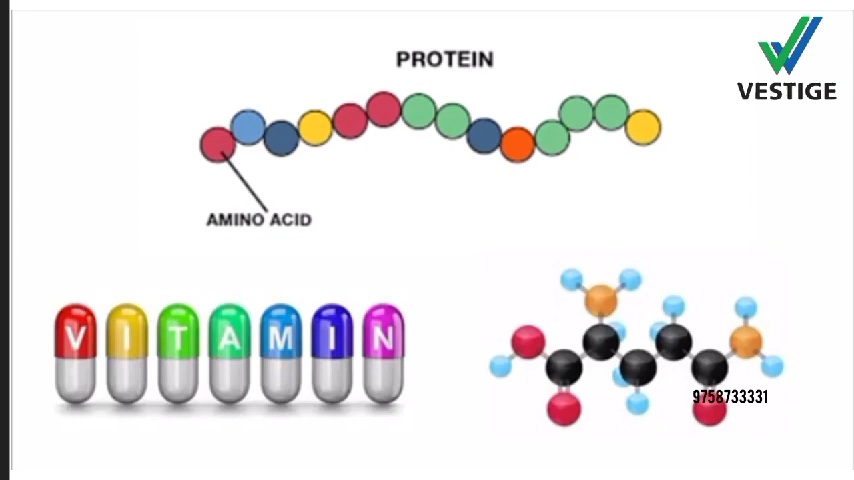 PROTEIN
VESTIGE
AMINO ACID
VITAMIN
9758733331